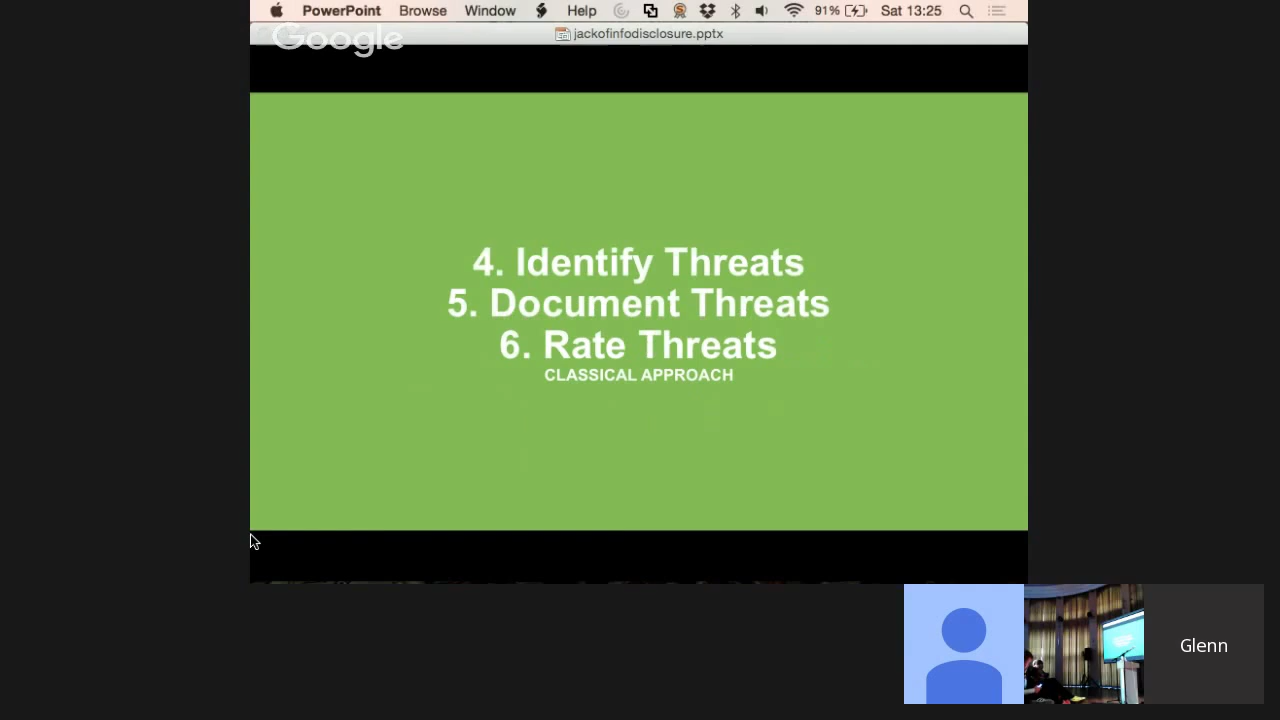 PowerPoint Browse Window Help 91% Sat 13:25
Google
jackofinfodisclosure.pptx
4. Identify Threats
5. Document Threats
6. Rate Threats
CLASSICAL APPROACH
Glenn